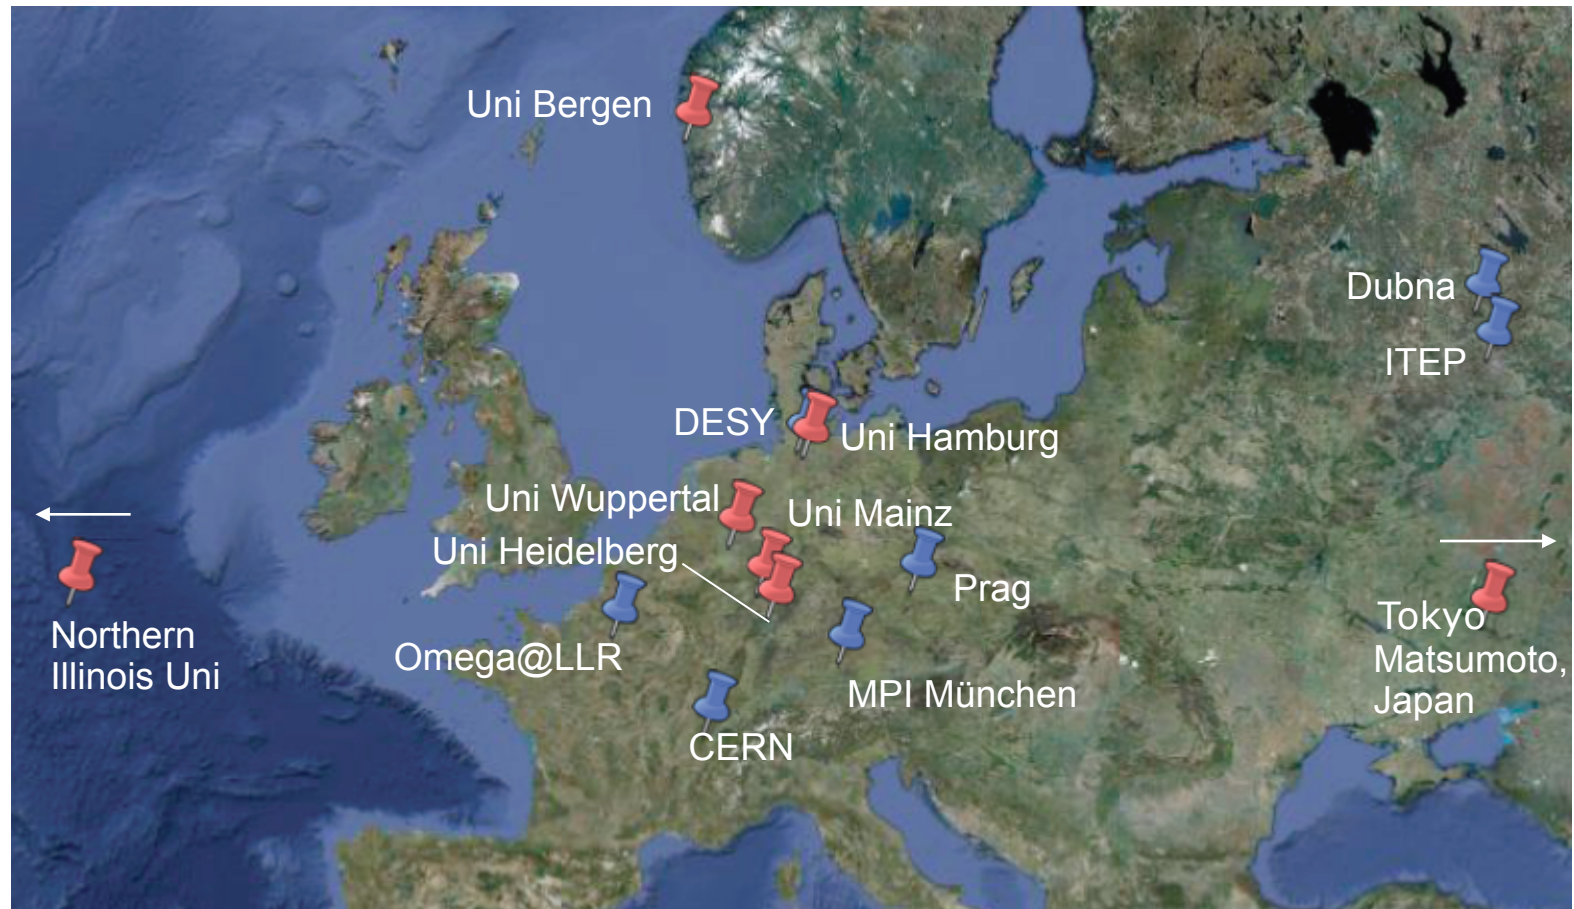 Uni Bergen
Dubna
ITEP
DESY
Uni Hamburg
Uni Wuppertal
Uni Mainz
Uni Heidelberg
Prag
Northern
Illinois Uni
Omega@LLR
Tokyo
Matsumoto,
Japan
MPI München
CERN